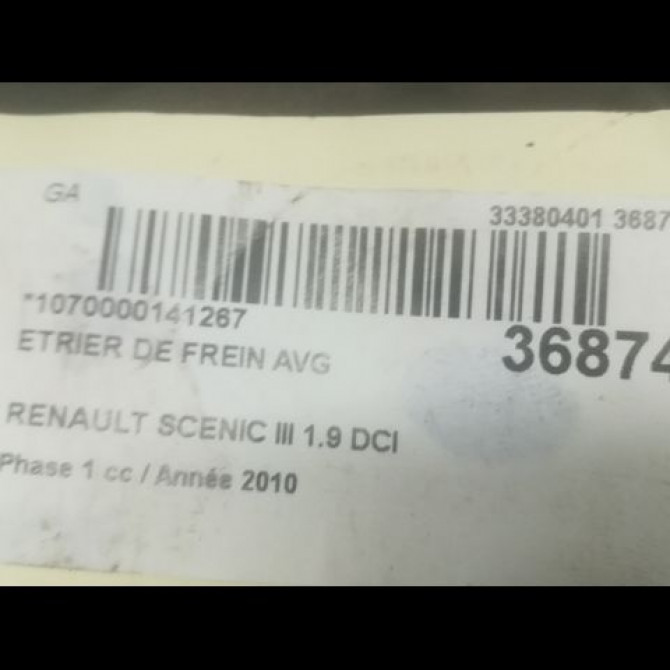 GA
33380401 3687
*1070000141267
36874
ETRIER DE FREIN AVG
RENAULT SCENIC III 1.9 DCI
Phase 1 cc / Année 2010